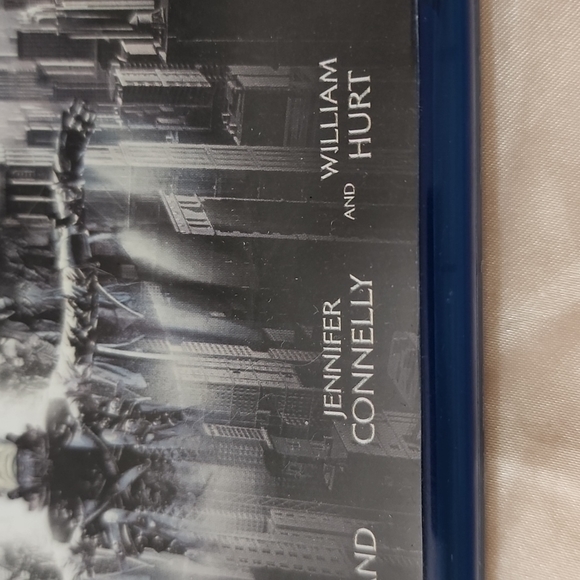 AND
JENNIFER
CONNELLY
AND
WILLIAM
HURT